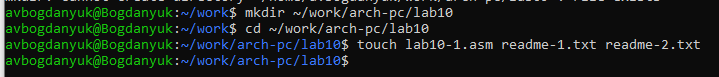 avbogdanyuk@Bogdanyuk:~/work$ mkdir ~/work/arch-pc/lab10
avbogdanyuk@Bogdanyuk:~/work$ cd ~/work/arch-pc/lab10
avbogdanyuk@Bogdanyuk:~/work/arch-pc/lab10$ touch lab10-1.asm readme-1.txt readme-2.txt
avbogdanyuk@Bogdanyuk:~/work/arch-pc/lab10$